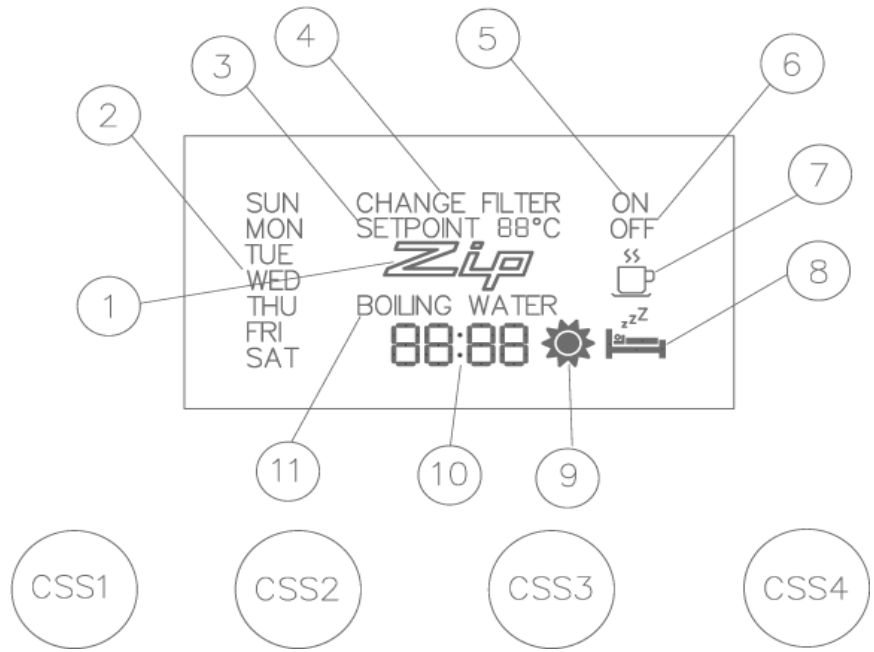 4
5
3
6
2
7
SUN CHANGE FILTER ON
MON SETPOINT 88°C OFF
TUE
Zip
WED
8
zzZ
1
THU BOILING WATER
FRI
88:88
SAT
11
10
9
CSS1 CSS2 CSS3 CSS4